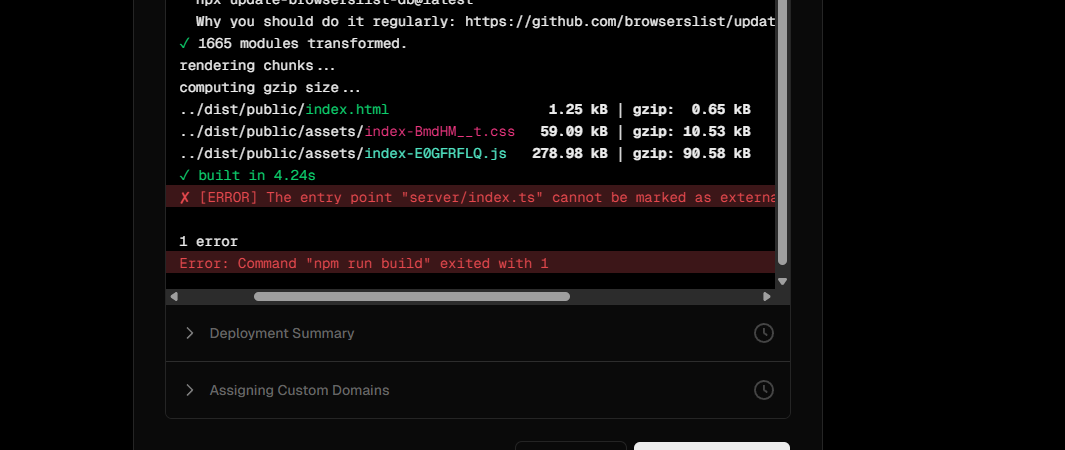 npx update-browserslist-db@latest
Why you should do it regularly: https://github.com/browserslist/updat
✓ 1665 modules transformed.
rendering chunks...
computing gzip size...
../dist/public/index.html 1.25 kB | gzip: 0.65 kB
../dist/public/assets/index-BmdHM__t.css 59.09 kB | gzip: 10.53 kB
../dist/public/assets/index-E0GFRFLQ.js 278.98 kB | gzip: 90.58 kB
✓ built in 4.24s
✗ [ERROR] The entry point "server/index.ts" cannot be marked as externa
1 error
Error: Command "npm run build" exited with 1
Deployment Summary
Assigning Custom Domains